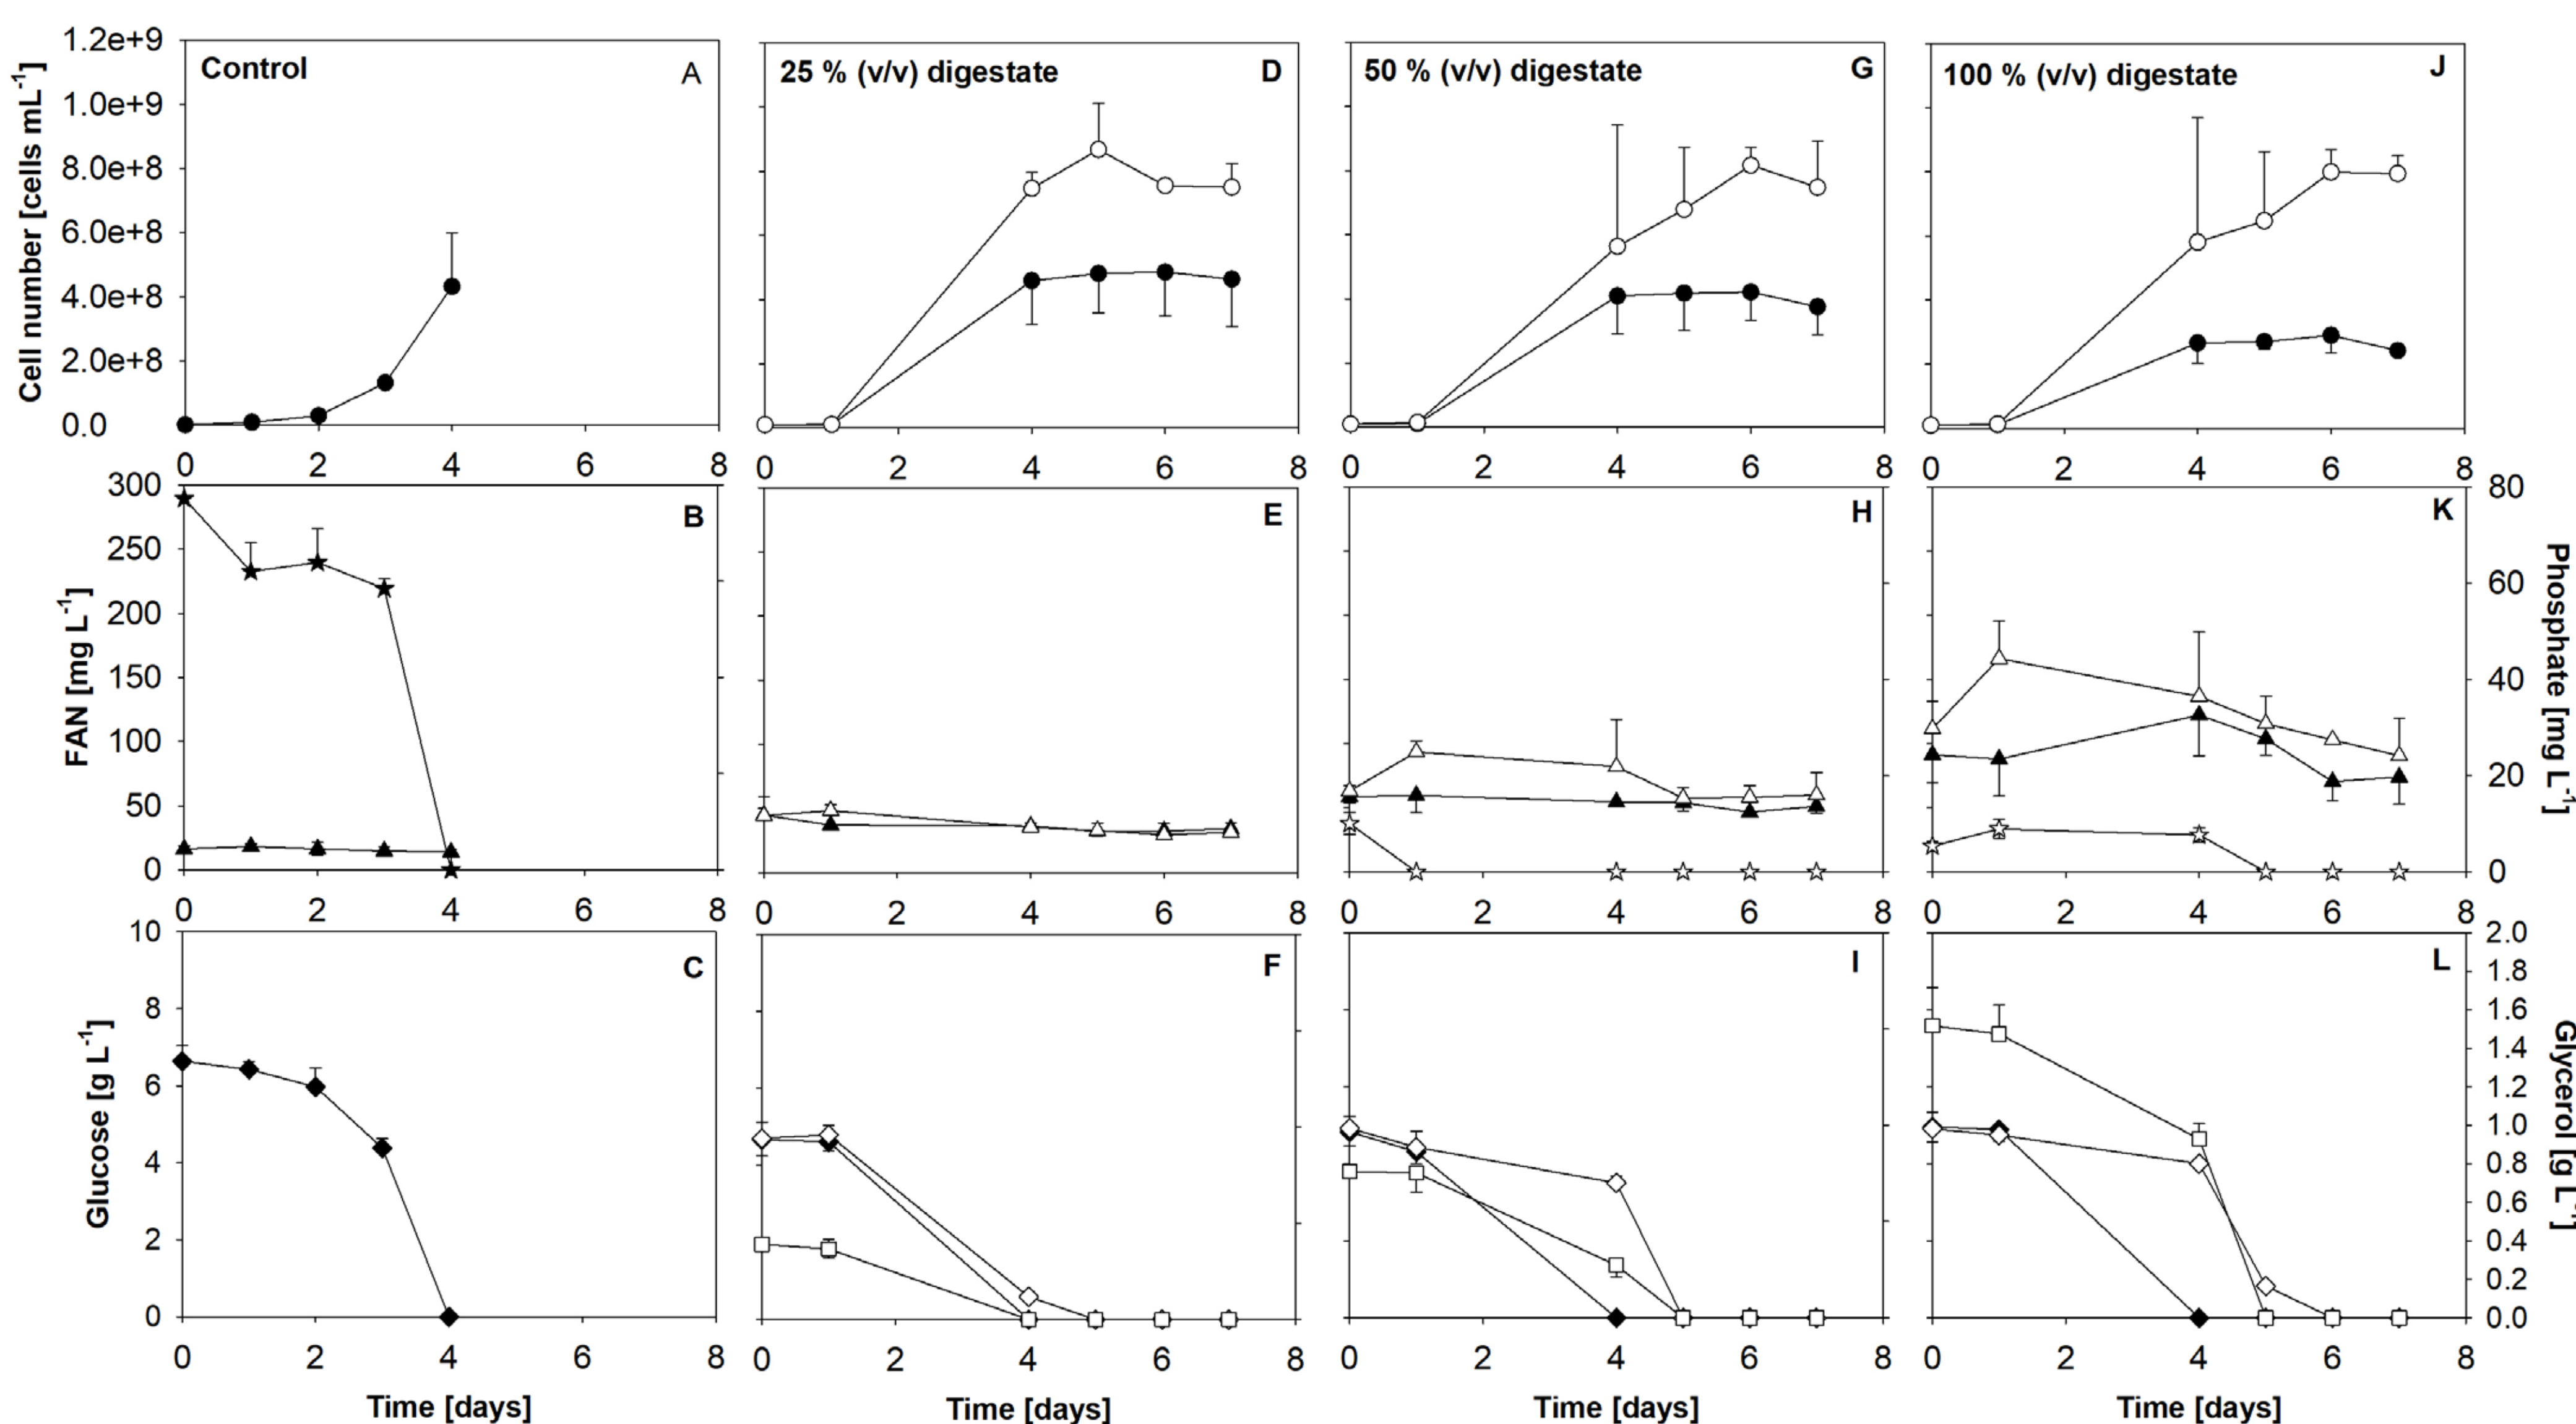 Control A
25 % (v/v) digestate D
50 % (v/v) digestate G
100 % (v/v) digestate J
Cell number [cells mL-1]
1.2e+9
1.0e+9
8.0e+8
6.0e+8
4.0e+8
2.0e+8
0.0
0 2 4 6 8
0 2 4 6 8
0 2 4 6 8
0 2 4 6 8
B
E
H
K
FAN [mg L-1]
300
250
200
150
100
50
0
80
60
40
20
0
Phosphate [mg L-1]
0 2 4 6 8
0 2 4 6 8
0 2 4 6 8
0 2 4 6 8
C
F
I
L
Glucose [g L-1]
10
8
6
4
2
0
2.0
1.8
1.6
1.4
1.2
1.0
0.8
0.6
0.4
0.2
0.0
Glycerol [g L-1]
0 2 4 6 8
0 2 4 6 8
0 2 4 6 8
0 2 4 6 8
Time [days]
Time [days]
Time [days]
Time [days]